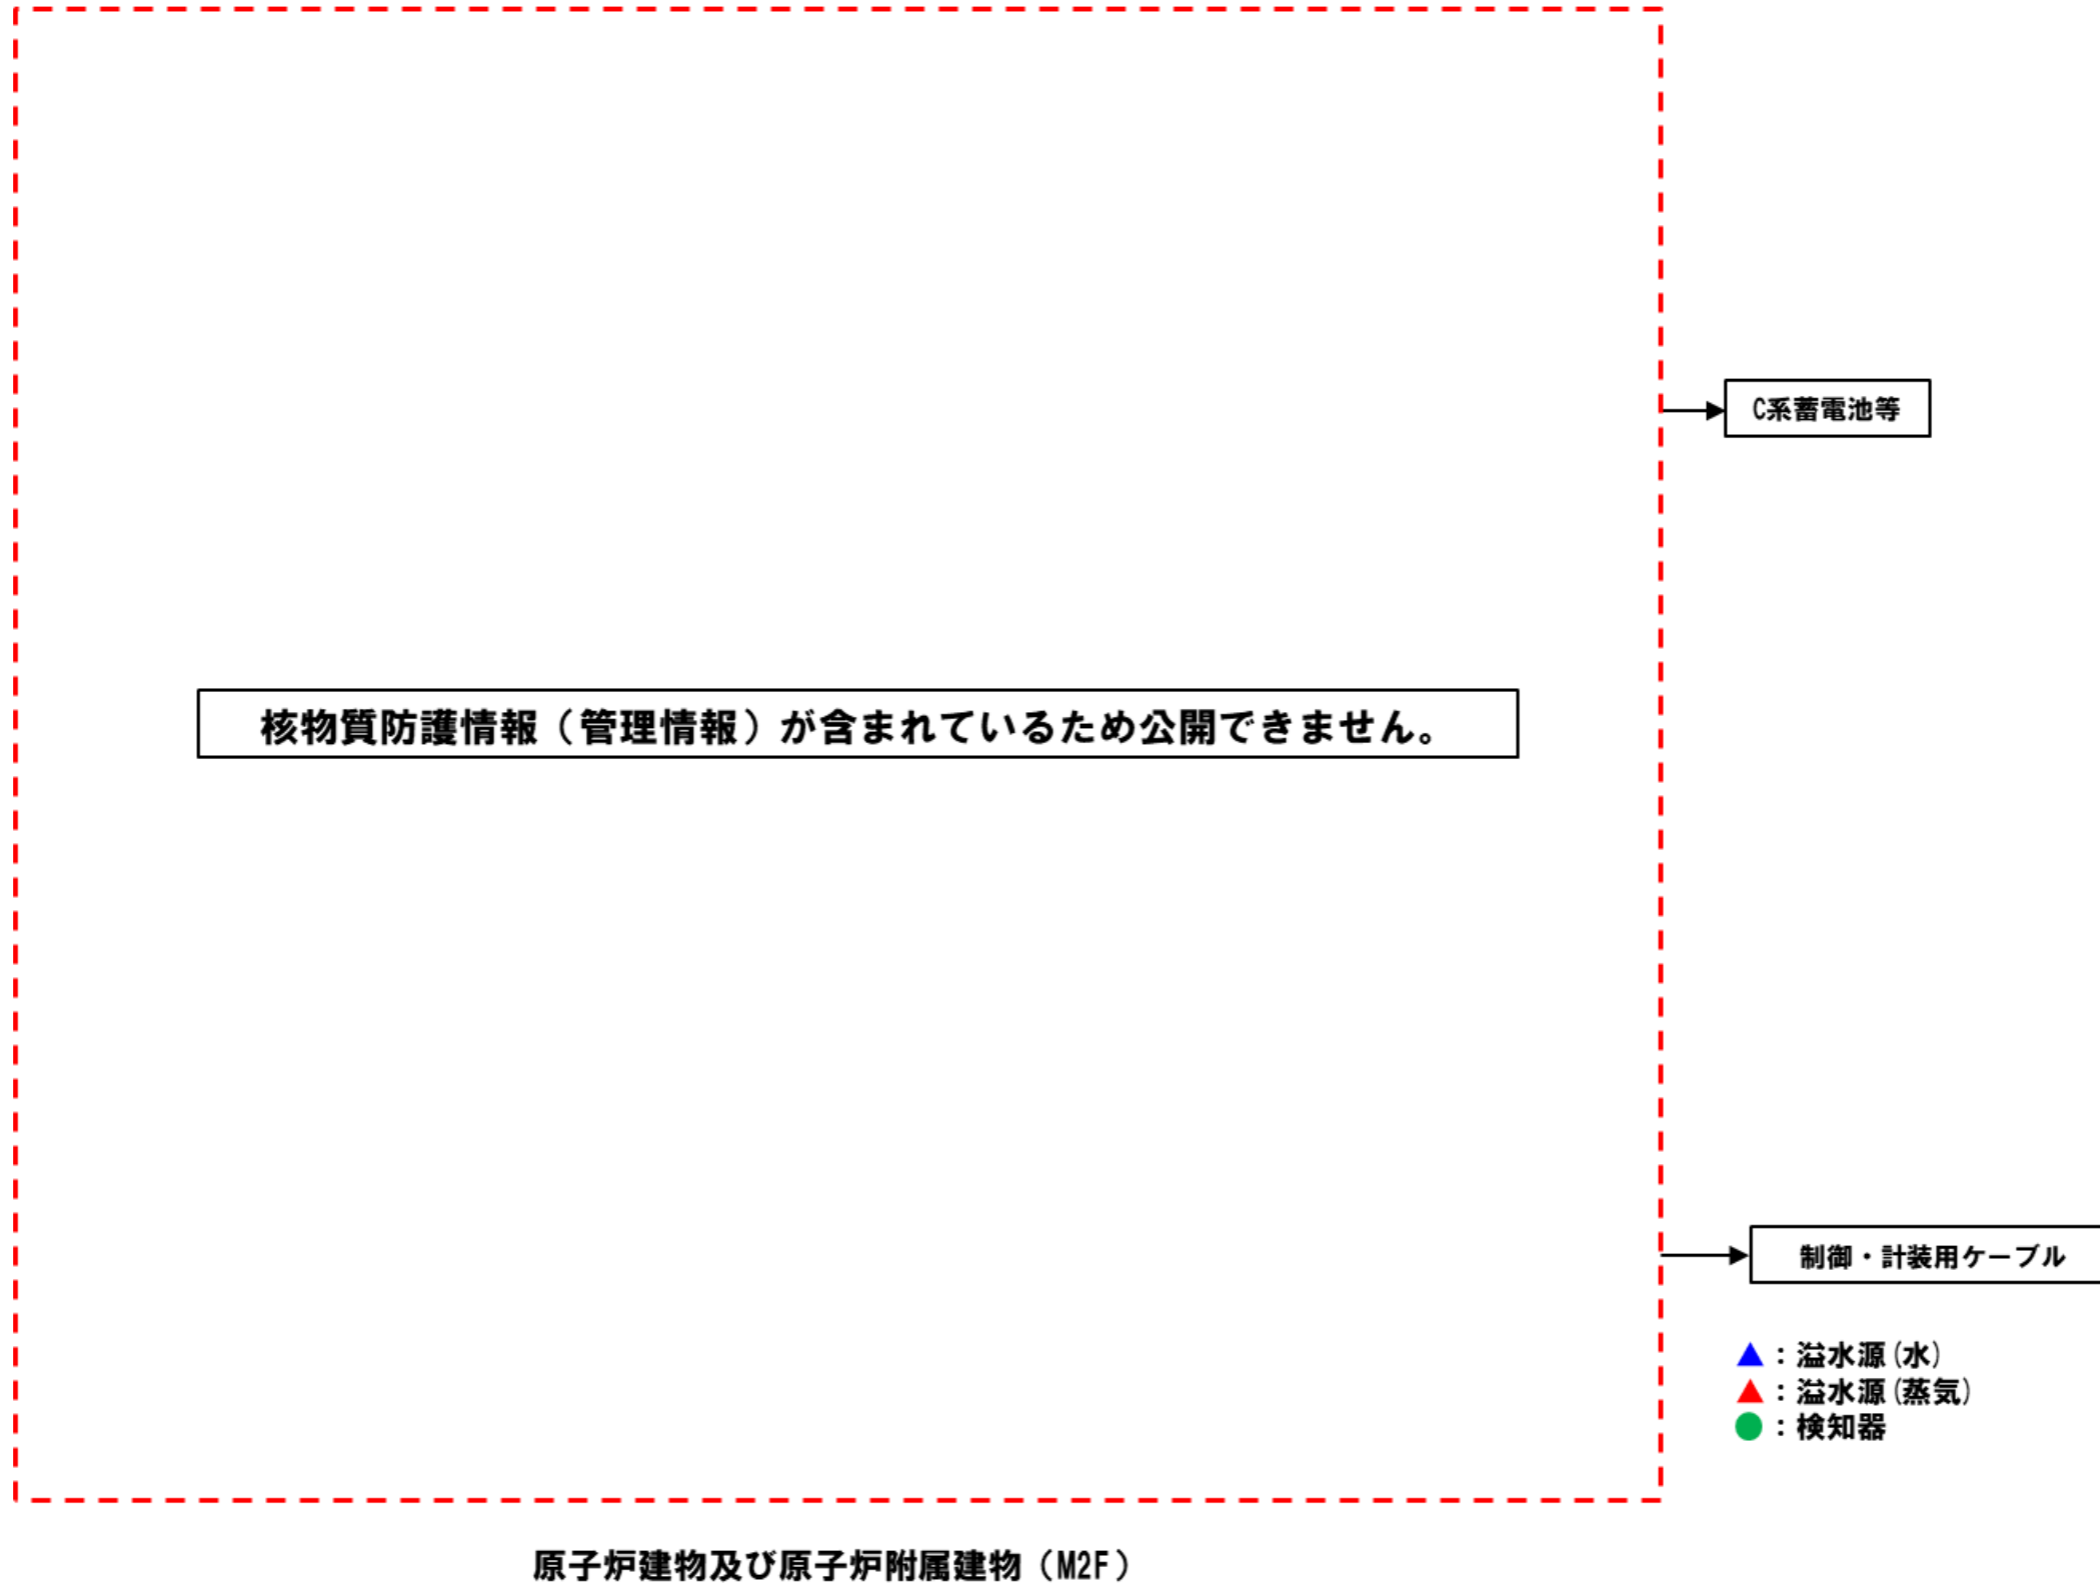 C系蓄電池等
核物質防護情報（管理情報）が含まれているため公開できません。
制御・計装用ケーブル
▲：溢水源(水)
▲：溢水源(蒸気)
●：検知器
原子炉建物及び原子炉附属建物（M2F）